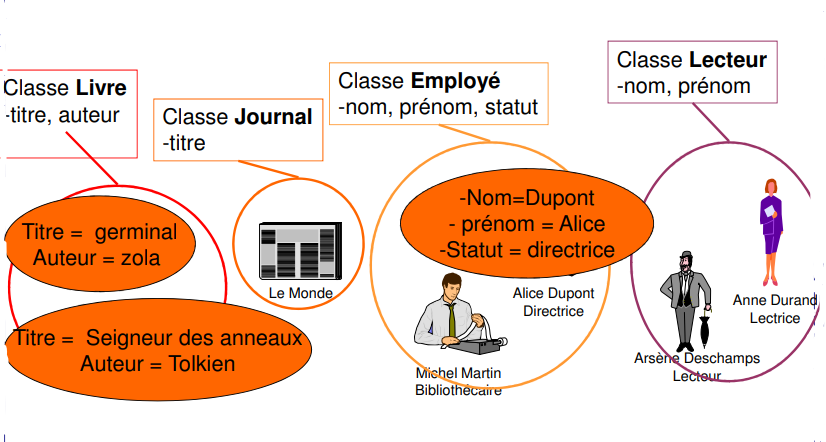 Classe Livre
-titre, auteur
Classe Journal
-titre
Classe Employé
-nom, prénom, statut
Classe Lecteur
-nom, prénom
Titre =  germinal
Auteur = zola
Titre =  Seigneur des anneaux
Auteur = Tolkien
Le Monde
-Nom=Dupont
- prénom = Alice
-Statut = directrice
Alice Dupont
Directrice
Michel Martin
Bibliothécaire
Anne Durand
Lectrice
Arsène Deschamps
Lecteur